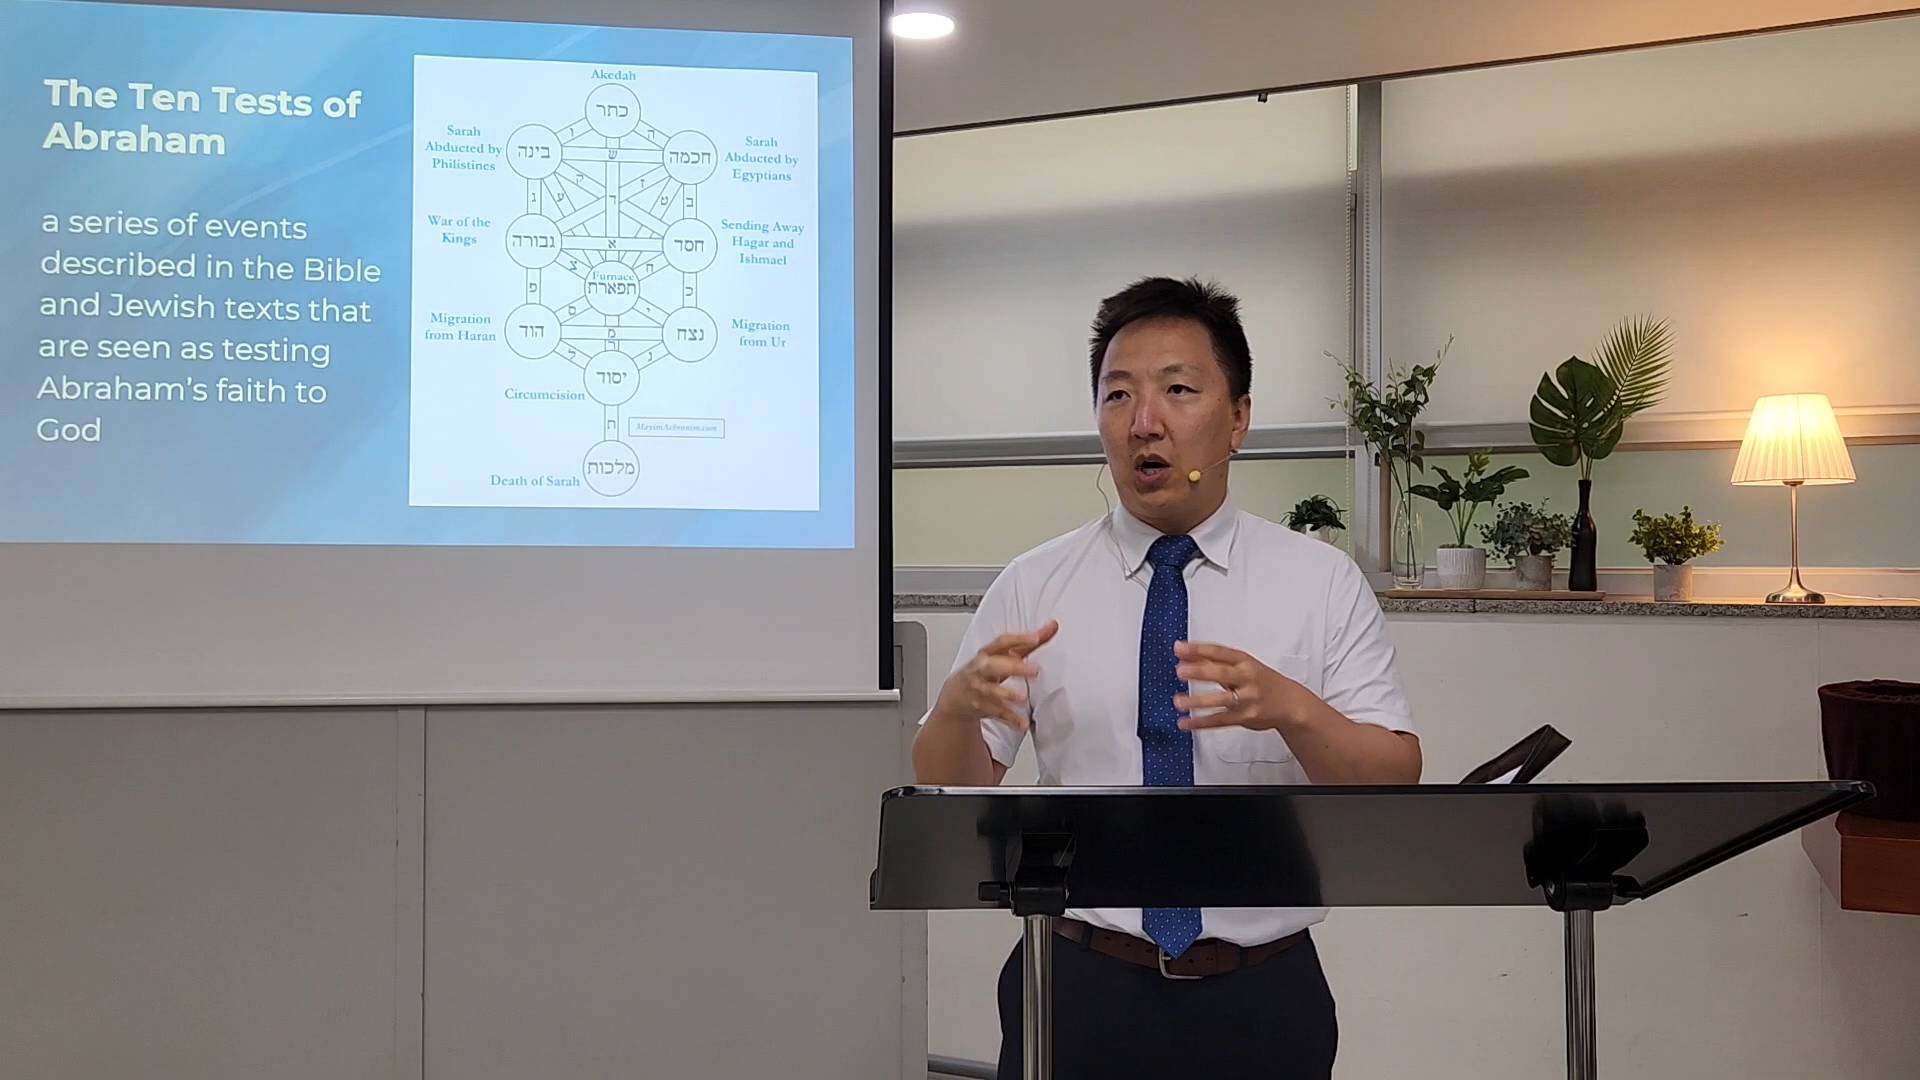 The Ten Tests of
Abraham
a series of events
described in the Bible
and Jewish texts that
are seen as testing
Abraham's faith to
God
Akedah
כתר
Sarah
Abducted by
Philistines
בינה
ו
ה
ש
חכמה
Sarah
Abducted by
Egyptians
ג
ע
ק
ד
ז
ט
ב
War of the
Kings
גבורה
א
חסד
Sending Away
Hagar and
Ishmael
פ
צ
Furnace
תפארת
ח
כ
Migration
from Haran
הוד
ס
מ
ר
י
נצח
Migration
from Ur
ל
נ
Circumcision
יסוד
ת
MayimAchronim.com
Death of Sarah
מלכות